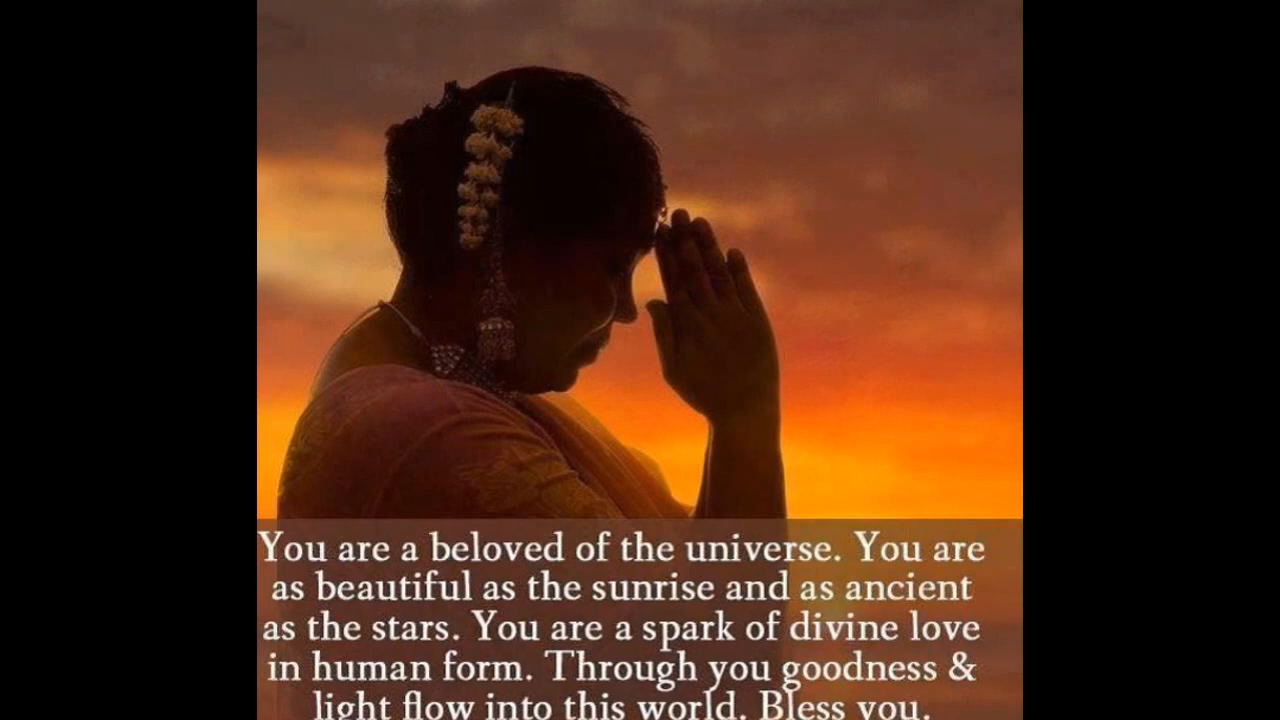 You are a beloved of the universe. You are
as beautiful as the sunrise and as ancient
as the stars. You are a spark of divine love
in human form. Through you goodness &
light flow into this world. Bless you.